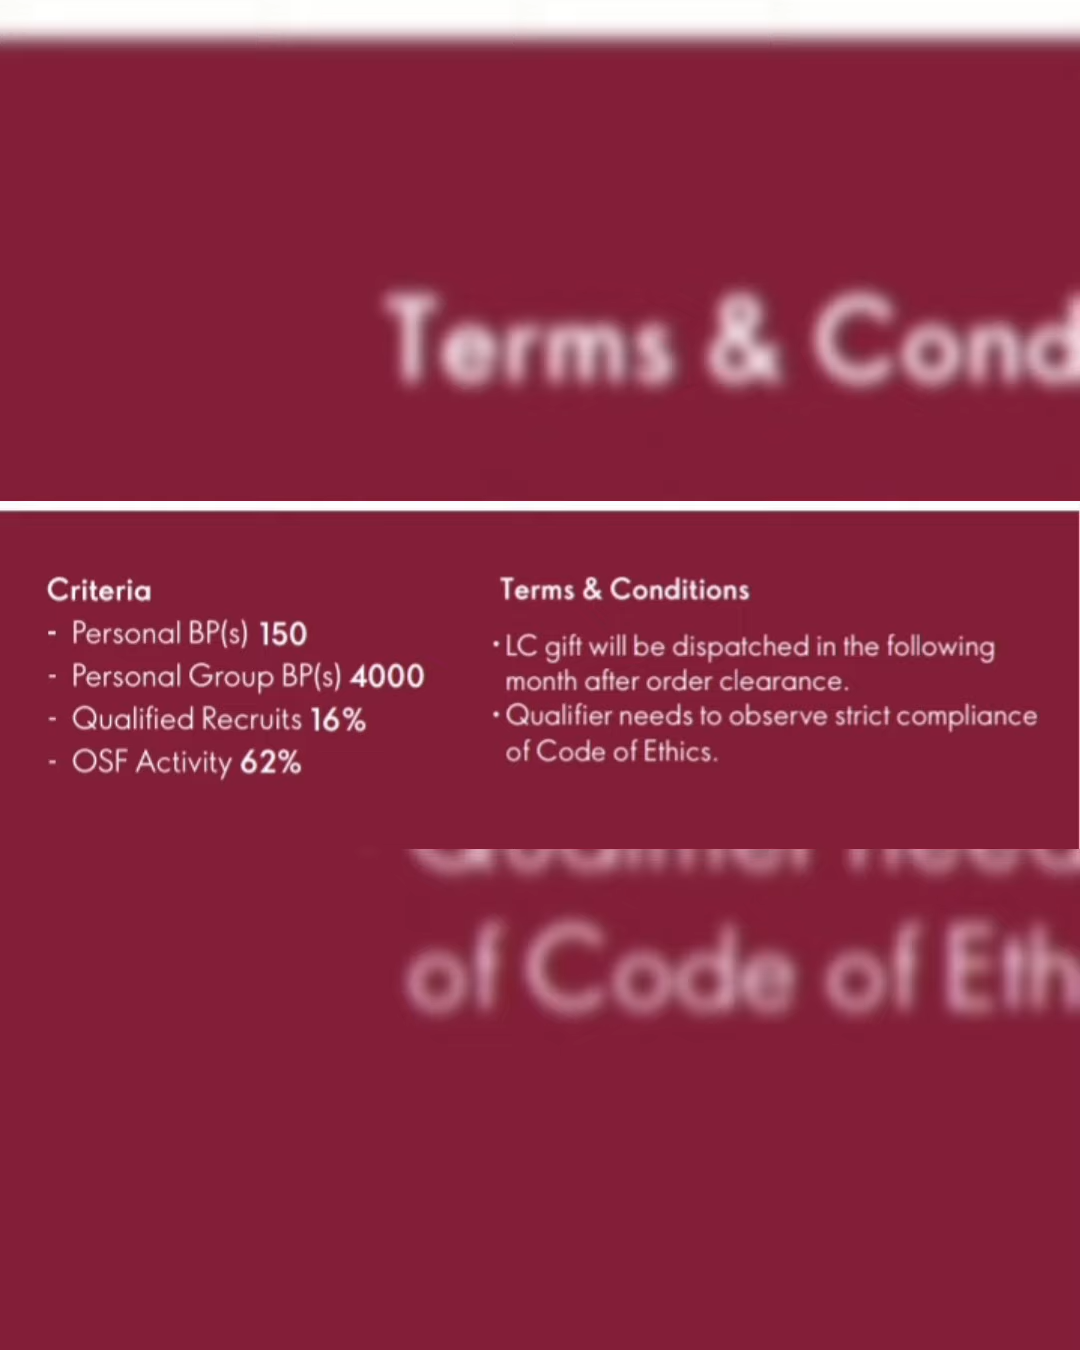 Terms & Cond
Criteria
- Personal BP(s) 150
- Personal Group BP(s) 4000
- Qualified Recruits 16%
- OSF Activity 62%
Terms & Conditions
• LC gift will be dispatched in the following
month after order clearance.
• Qualifier needs to observe strict compliance
of Code of Ethics.
of Code of Eth